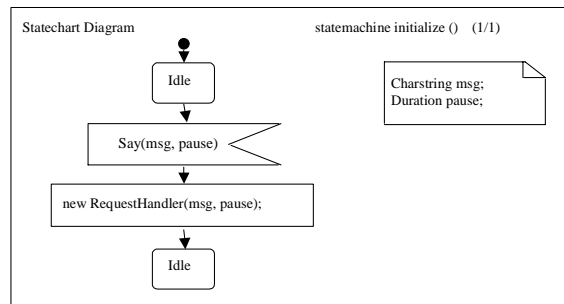 Statechart Diagram
statemachine initialize () (1/1)
Idle
Charstring msg;
Duration pause;
Say(msg, pause)
new RequestHandler(msg, pause);
Idle